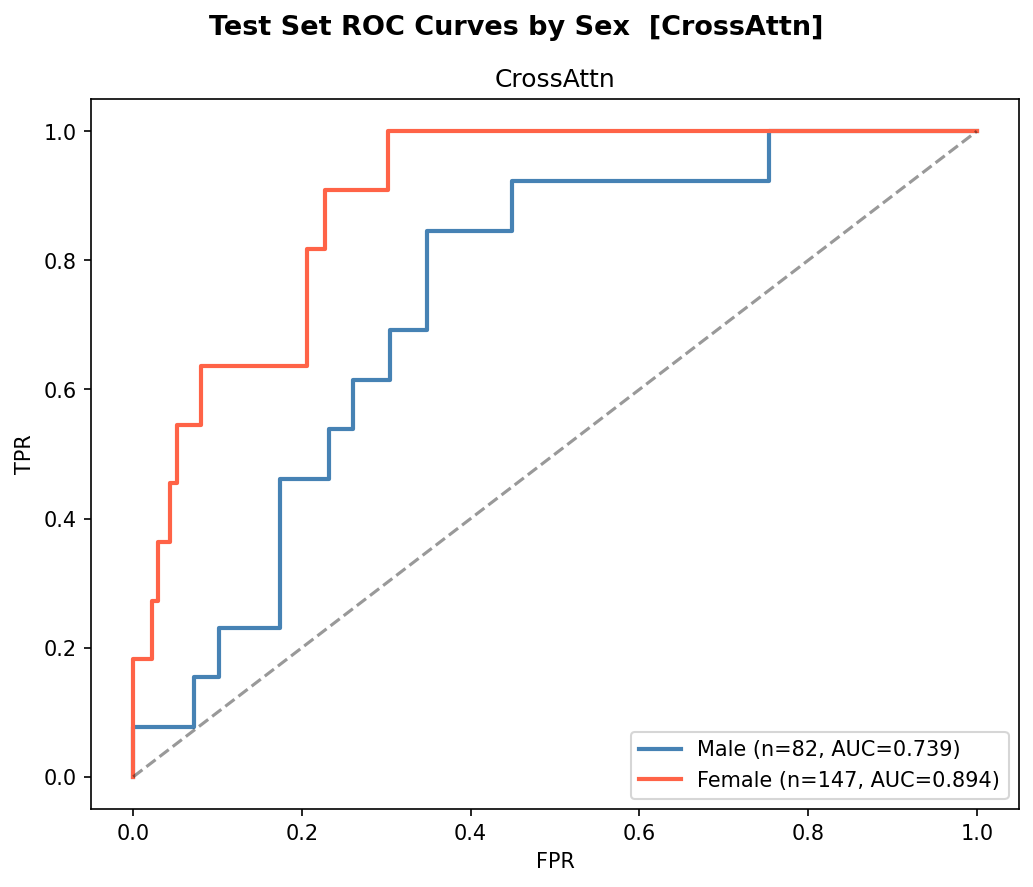 Test Set ROC Curves by Sex  [CrossAttn]
CrossAttn
1.0
0.8
0.6
0.4
0.2
0.0
TPR
0.0 0.2 0.4 0.6 0.8 1.0
FPR
Male (n=82, AUC=0.739)
Female (n=147, AUC=0.894)